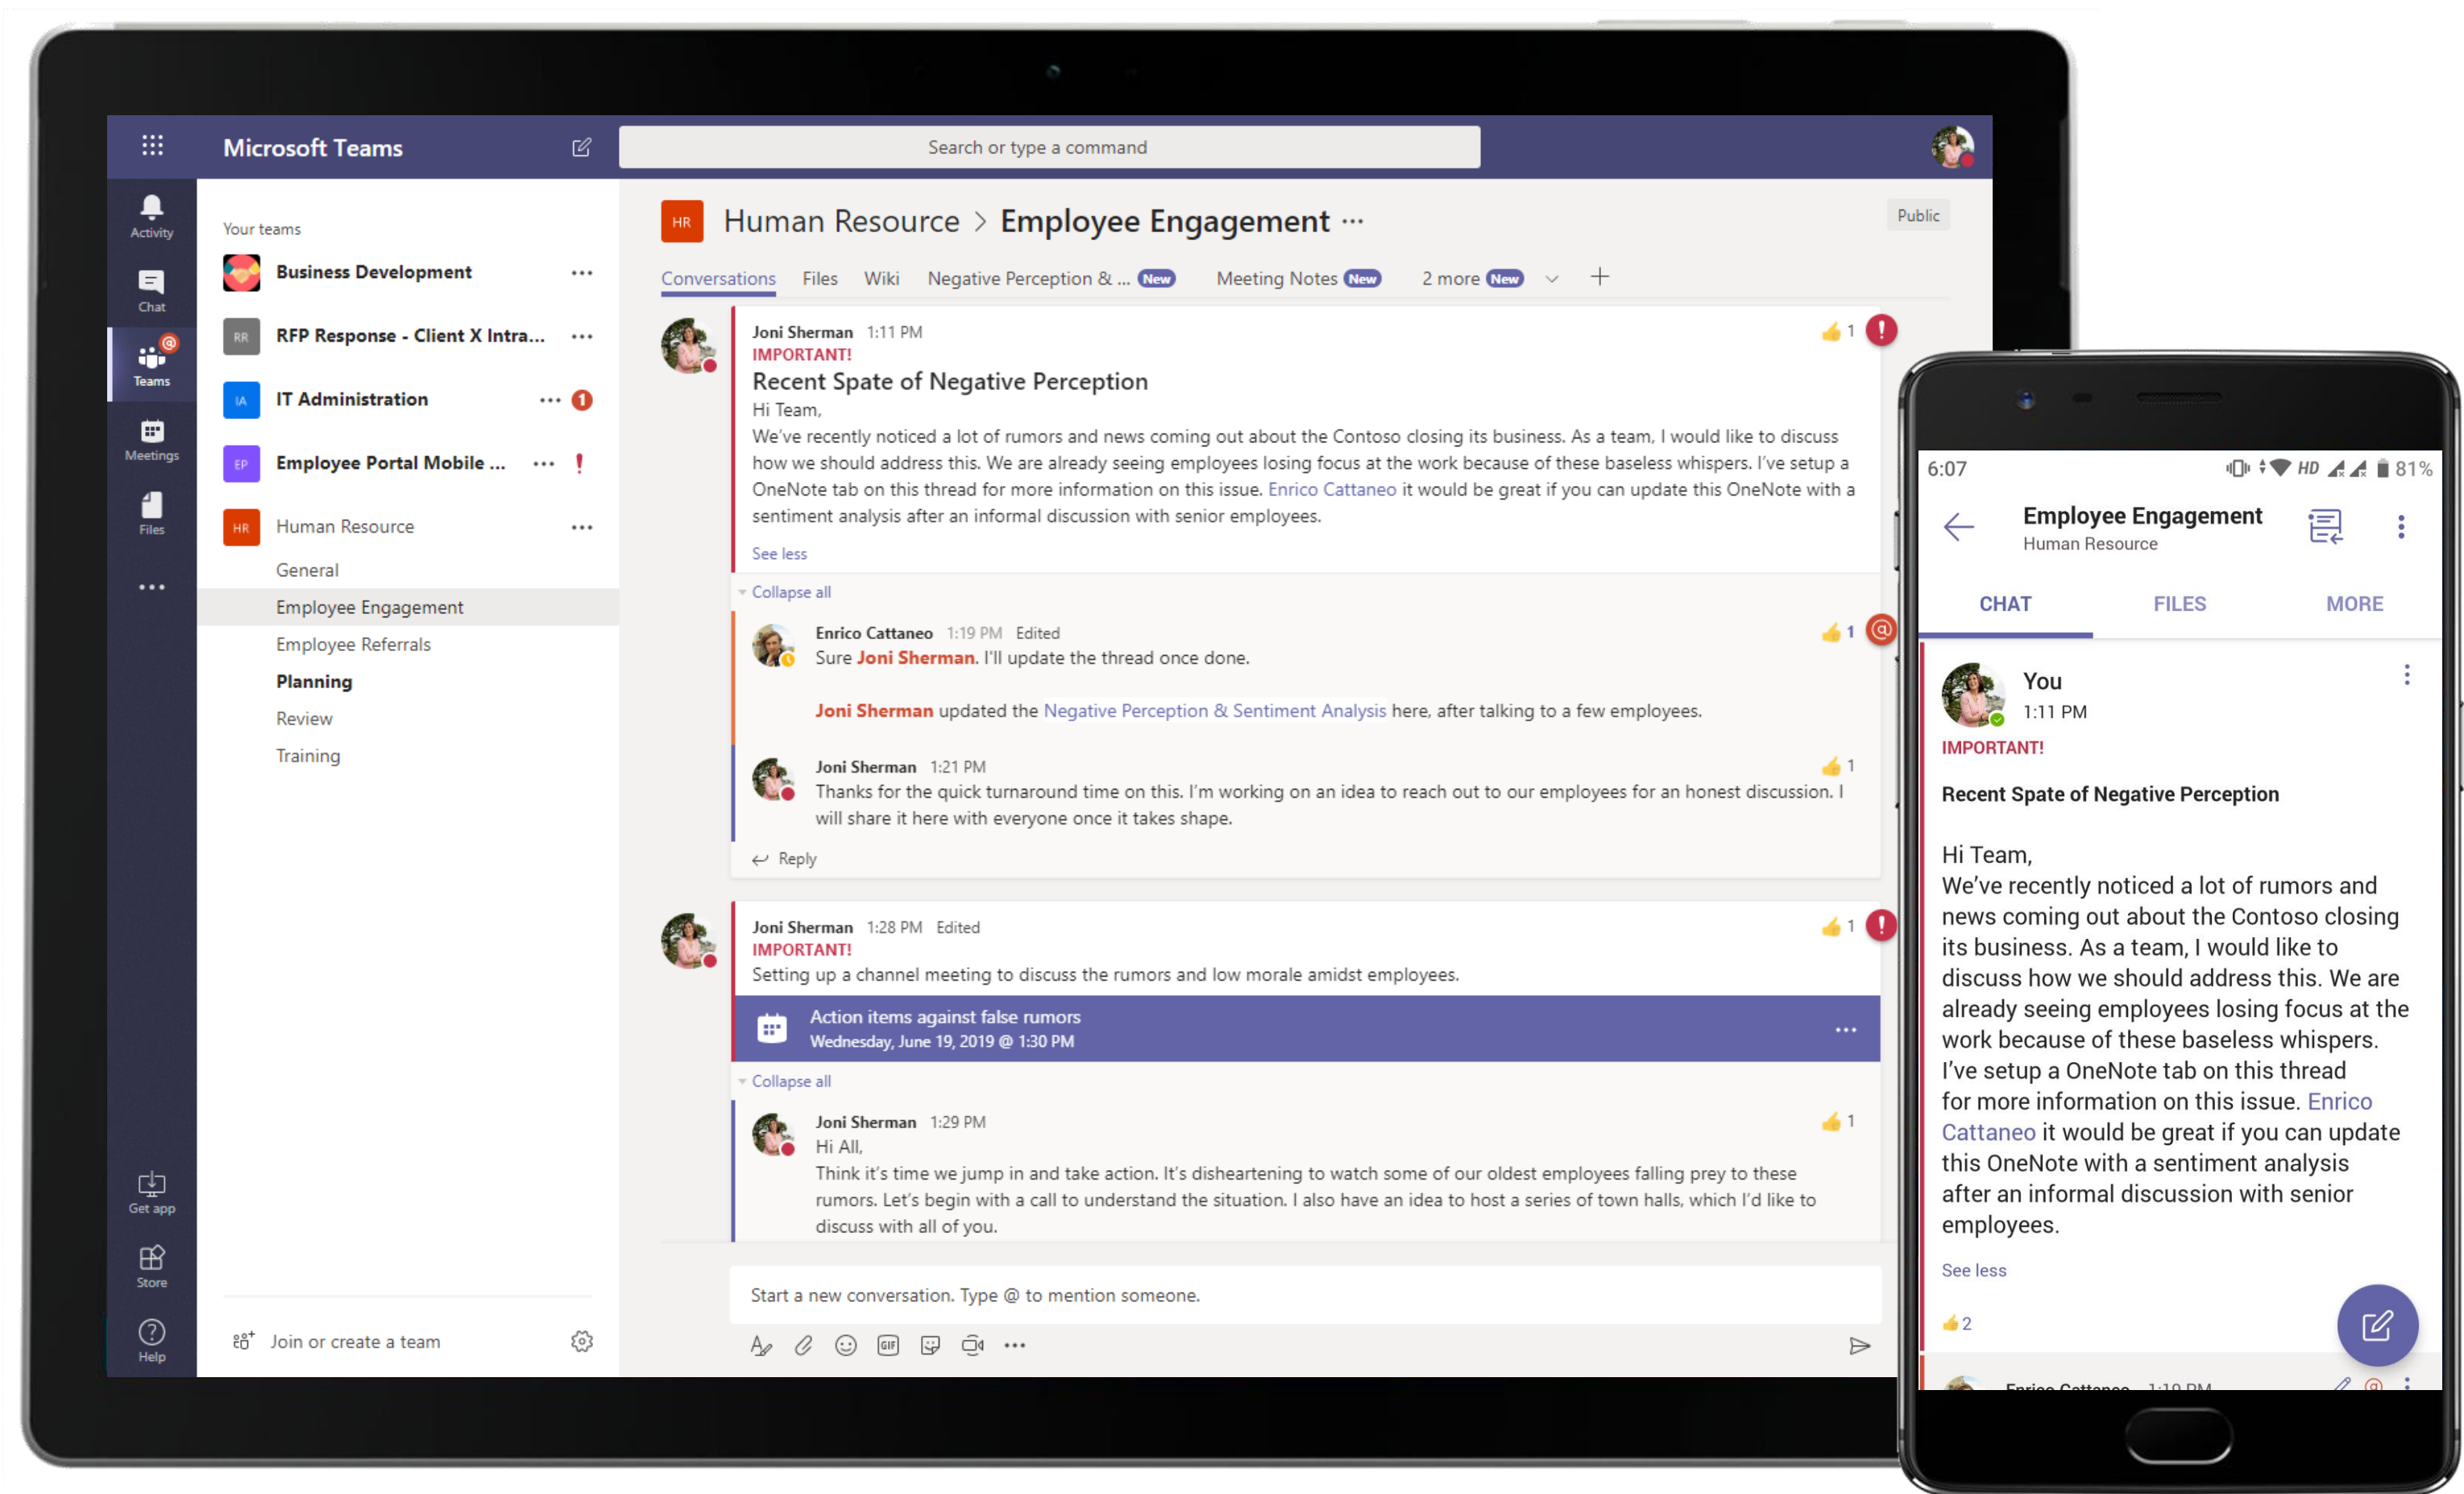 Microsoft Teams
Search or type a command
Activity
Chat
@
Teams
Meetings
Files
Get app
Store
Help
Your teams
Business Development
RR
RFP Response - Client X Intra...
IA
IT Administration
1
EP
Employee Portal Mobile ...
!
HR
Human Resource
General
Employee Engagement
Employee Referrals
Planning
Review
Training
Join or create a team
HR
Human Resource > Employee Engagement ...
Public
Conversations Files Wiki Negative Perception & ... New Meeting Notes New 2 more New
Joni Sherman 1:11 PM
1 !
IMPORTANT!
Recent Spate of Negative Perception
Hi Team,
We've recently noticed a lot of rumors and news coming out about the Contoso closing its business. As a team, I would like to discuss
how we should address this. We are already seeing employees losing focus at the work because of these baseless whispers. I've setup a
OneNote tab on this thread for more information on this issue. Enrico Cattaneo it would be great if you can update this OneNote with a
sentiment analysis after an informal discussion with senior employees.
See less
Collapse all
Enrico Cattaneo 1:19 PM Edited
1 @
Sure Joni Sherman. I'll update the thread once done.
Joni Sherman updated the Negative Perception & Sentiment Analysis here, after talking to a few employees.
Joni Sherman 1:21 PM
1
Thanks for the quick turnaround time on this. I'm working on an idea to reach out to our employees for an honest discussion. I
will share it here with everyone once it takes shape.
Reply
Joni Sherman 1:28 PM Edited
1 !
IMPORTANT!
Setting up a channel meeting to discuss the rumors and low morale amidst employees.
Action items against false rumors
Wednesday, June 19, 2019 @ 1:30 PM
Collapse all
Joni Sherman 1:29 PM
1
Hi All,
Think it's time we jump in and take action. It's disheartening to watch some of our oldest employees falling prey to these
rumors. Let's begin with a call to understand the situation. I also have an idea to host a series of town halls, which I'd like to
discuss with all of you.
Start a new conversation. Type @ to mention someone.
GIF
6:07
HD 81%
Employee Engagement
Human Resource
CHAT FILES MORE
You
1:11 PM
IMPORTANT!
Recent Spate of Negative Perception
Hi Team,
We've recently noticed a lot of rumors and
news coming out about the Contoso closing
its business. As a team, I would like to
discuss how we should address this. We are
already seeing employees losing focus at the
work because of these baseless whispers.
I've setup a OneNote tab on this thread
for more information on this issue. Enrico
Cattaneo it would be great if you can update
this OneNote with a sentiment analysis
after an informal discussion with senior
employees.
See less
2
Enrico Cattaneo 1:19 PM
@